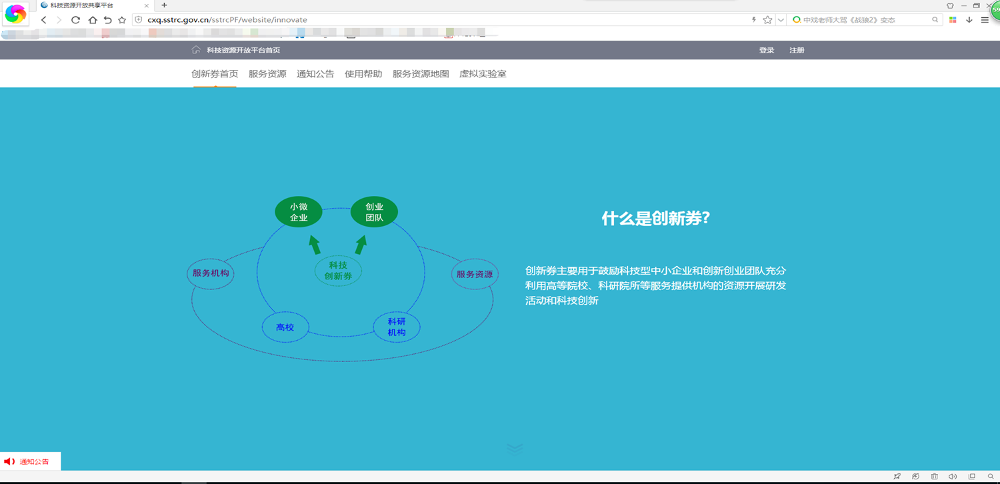 科技资源开放共享平台
cxq.sstrc.gov.cn/sstrcPF/website/innovate
中戏老师大骂《战狼2》变态
59
科技资源开放平台首页
登录
注册
创新券首页
服务资源
通知公告
使用帮助
服务资源地图
虚拟实验室
小微
企业
创业
团队
科技
创新券
服务机构
服务资源
高校
科研
机构
什么是创新券?
创新券主要用于鼓励科技型中小企业和创新创业团队充分
利用高等院校、科研院所等服务提供机构的资源开展研发
活动和科技创新
通知公告